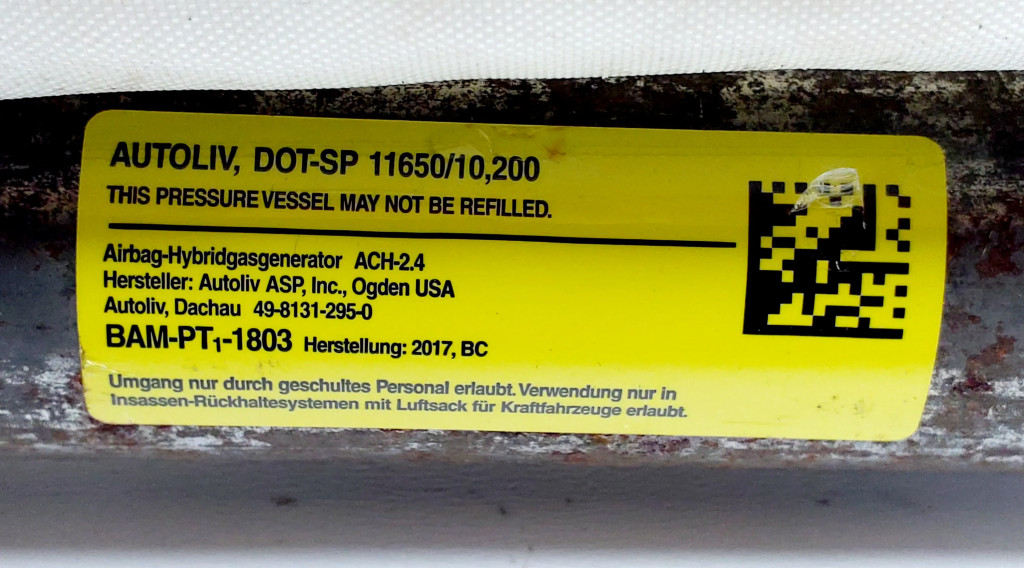 AUTOLIV, DOT-SP 11650/10,200
THIS PRESSURE VESSEL MAY NOT BE REFILLED.
Airbag-Hybridgasgenerator ACH-2.4
Hersteller: Autoliv ASP, Inc., Ogden USA
Autoliv, Dachau 49-8131-295-0
BAM-PT₁-1803 Herstellung: 2017, BC
Umgang nur durch geschultes Personal erlaubt. Verwendung nur in
Insassen-Rückhaltesystemen mit Luftsack für Kraftfahrzeuge erlaubt.